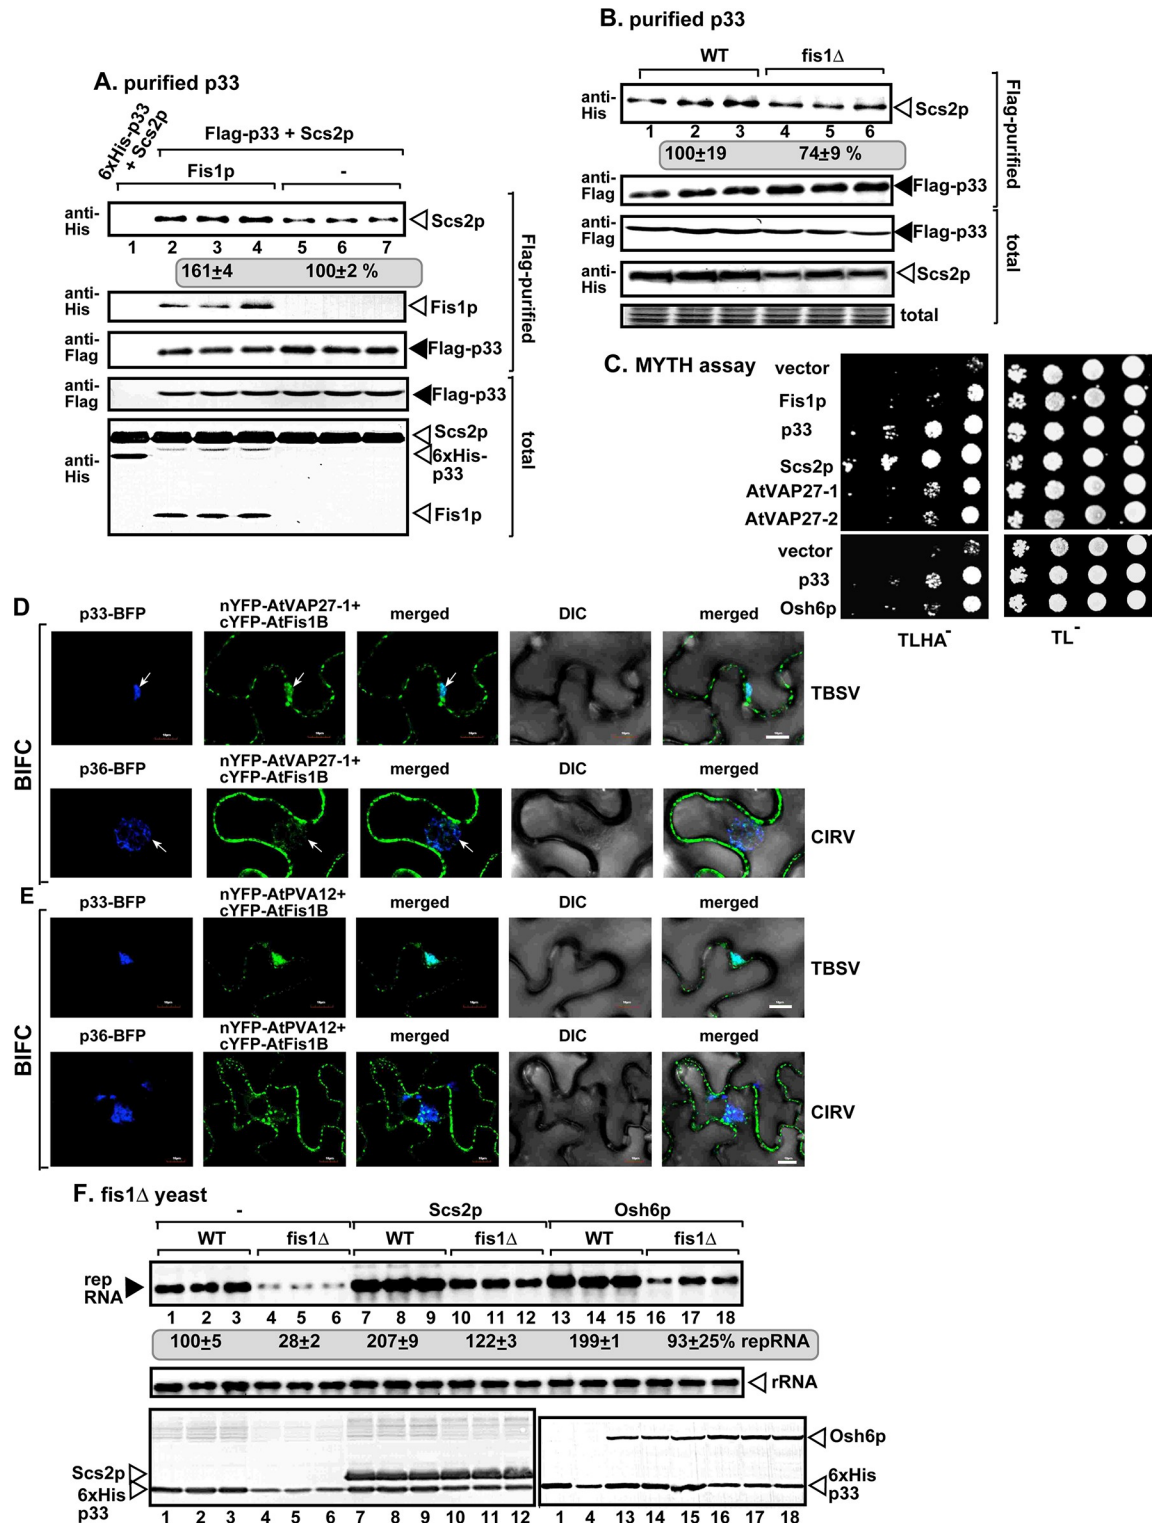 A. purified p33
6xHis-p33
+ Scs2p
Flag-p33 + Scs2p
Fis1p
-
anti-
His
Scs2p
1 2 3 4 5 6 7
161±4 100±2 %
anti-
His
Fis1p
anti-
Flag
Flag-p33
Flag-purified
anti-
Flag
Flag-p33
anti-
His
Scs2p
6xHis-
p33
Fis1p
total
B. purified p33
WT fis1Δ
anti-
His
Scs2p
1 2 3 4 5 6
100±19 74±9 %
anti-
Flag
Flag-p33
Flag-purified
anti-
Flag
Flag-p33
anti-
His
Scs2p
total
total
C. MYTH assay
vector
Fis1p
p33
Scs2p
AtVAP27-1
AtVAP27-2
vector
p33
Osh6p
TLHA-
TL-
D
BIFC
p33-BFP
nYFP-AtVAP27-1+
cYFP-AtFis1B
merged
DIC
merged
TBSV
p36-BFP
nYFP-AtVAP27-1+
cYFP-AtFis1B
merged
DIC
merged
CIRV
E
BIFC
p33-BFP
nYFP-AtPVA12+
cYFP-AtFis1B
merged
DIC
merged
TBSV
p36-BFP
nYFP-AtPVA12+
cYFP-AtFis1B
merged
DIC
merged
CIRV
F. fis1Δ yeast
- Scs2p Osh6p
WT fis1Δ WT fis1Δ WT fis1Δ
rep
RNA
1 2 3 4 5 6 7 8 9 10 11 12 13 14 15 16 17 18
100±5 28±2 207±9 122±3 199±1 93±25% repRNA
rRNA
Scs2p
6xHis
p33
1 2 3 4 5 6 7 8 9 10 11 12
Osh6p
6xHis
p33
1 4 13 14 15 16 17 18